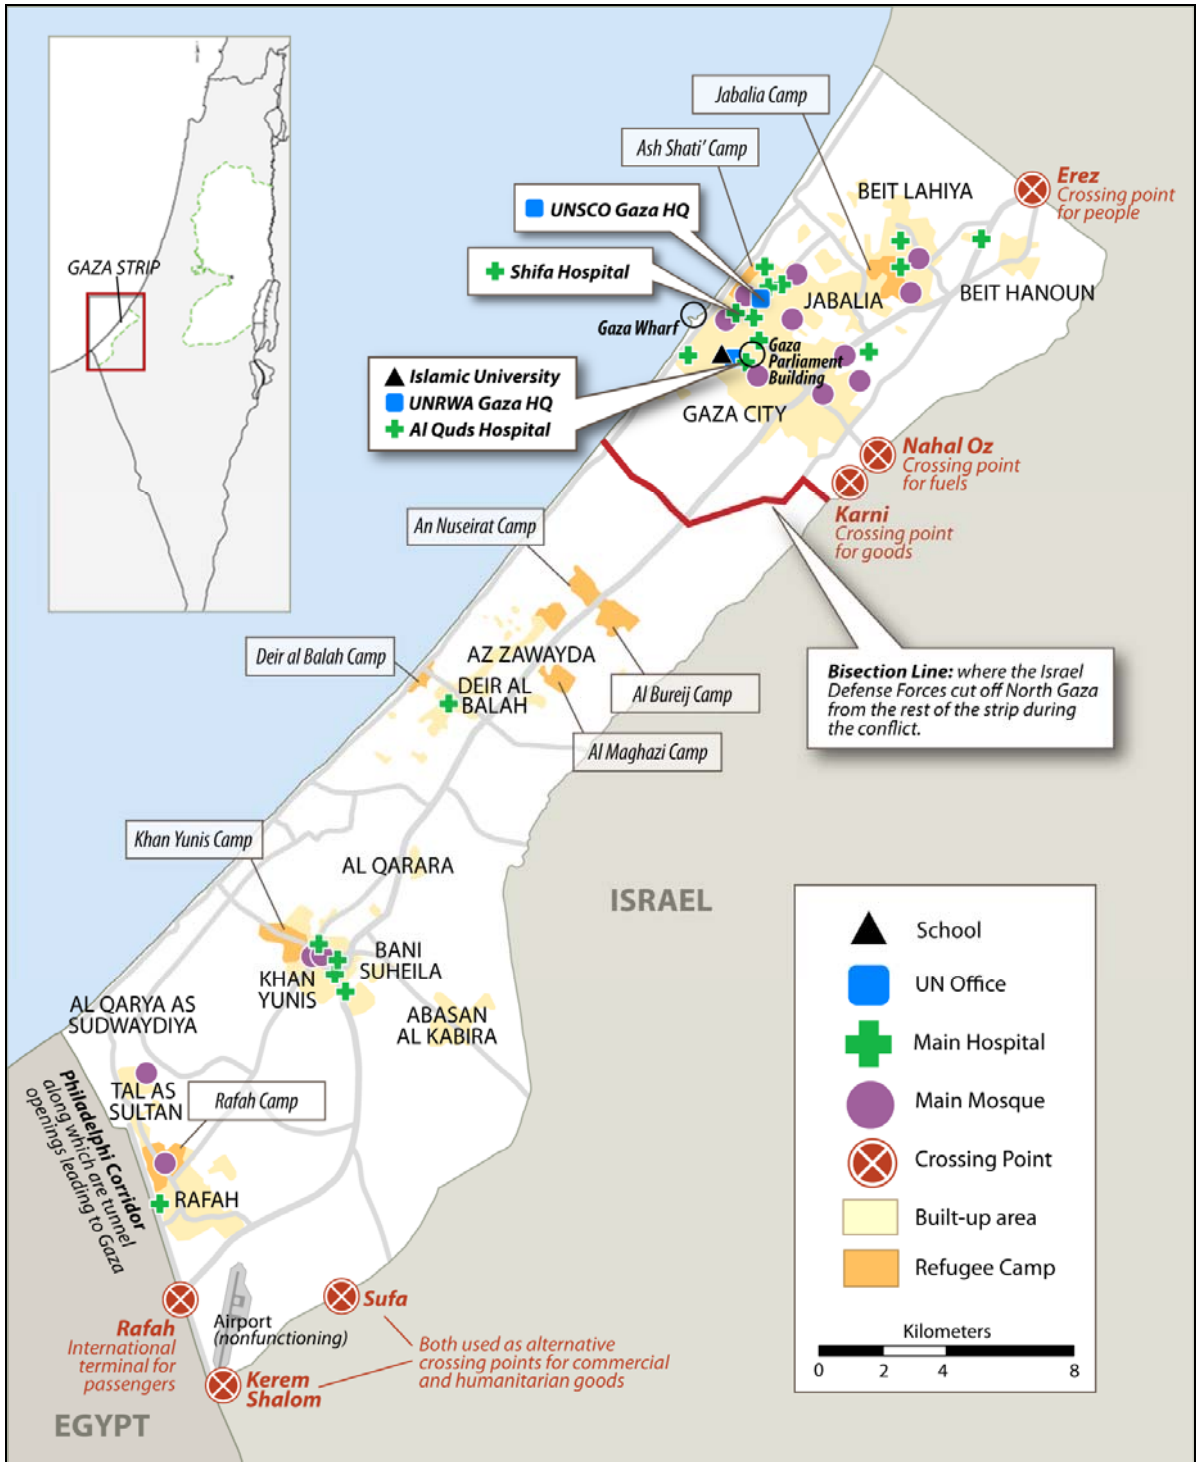 GAZA STRIP
Jabalia Camp
Ash Shati' Camp
UNSCO Gaza HQ
Shifa Hospital
Gaza Wharf
Islamic University
UNRWA Gaza HQ
Al Quds Hospital
BEIT LAHIYA
Erez
Crossing point
for people
JABALIA
BEIT HANOUN
Gaza
Parliament
Building
GAZA CITY
Nahal Oz
Crossing point
for fuels
Karni
Crossing point
for goods
An Nuseirat Camp
Deir al Balah Camp
AZ ZAWAYDA
DEIR AL
BALAH
Al Bureij Camp
Al Maghazi Camp
Bisection Line: where the Israel
Defense Forces cut off North Gaza
from the rest of the strip during
the conflict.
Khan Yunis Camp
AL QARARA
ISRAEL
BANI
SUHEILA
KHAN
YUNIS
ABASAN
AL KABIRA
AL QARYA AS
SUDWAYDIYA
TAL AS
SULTAN
Rafah Camp
RAFAH
Philadelphi Corridor
along which are tunnel
openings leading to Gaza
Rafah
International
terminal for
passengers
Airport
(nonfunctioning)
Sufa
Kerem
Shalom
Both used as alternative
crossing points for commercial
and humanitarian goods
EGYPT
School
UN Office
Main Hospital
Main Mosque
Crossing Point
Built-up area
Refugee Camp
Kilometers
0 2 4 8